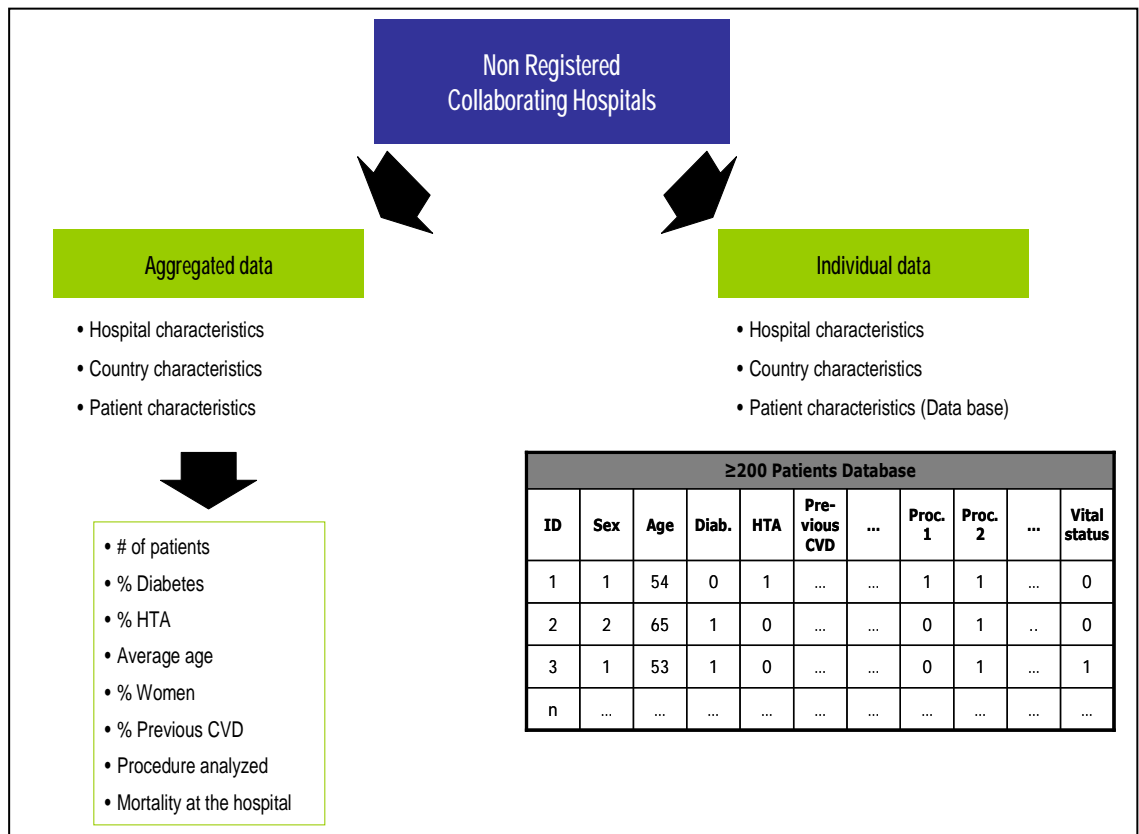 Non Registered
Collaborating Hospitals
Aggregated data
• Hospital characteristics
• Country characteristics
• Patient characteristics
• # of patients
• % Diabetes
• % HTA
• Average age
• % Women
• % Previous CVD
• Procedure analyzed
• Mortality at the hospital
Individual data
• Hospital characteristics
• Country characteristics
• Patient characteristics (Data base)
≥200 Patients Database
ID Sex Age Diab. HTA Pre-vious CVD ... Proc. 1 Proc. 2 ... Vital status
1 1 54 0 1 ... ... 1 1 ... 0
2 2 65 1 0 ... ... 0 1 .. 0
3 1 53 1 0 ... ... 0 1 ... 1
n ... ... ... ... ... ... ... ... ... ...